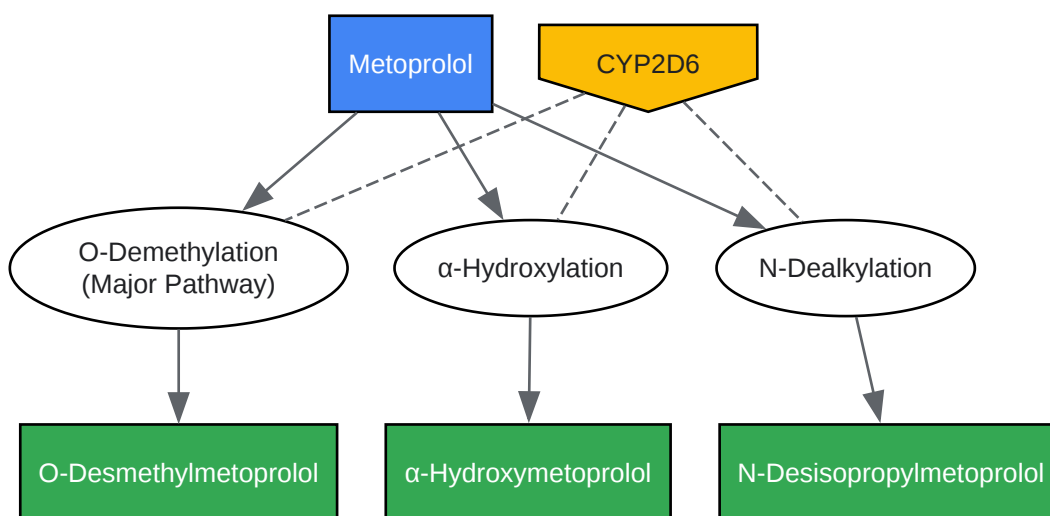 Metoprolol
CYP2D6
O-Demethylation
(Major Pathway)
α-Hydroxylation
N-Dealkylation
O-Desmethylmetoprolol
α-Hydroxymetoprolol
N-Desisopropylmetoprolol